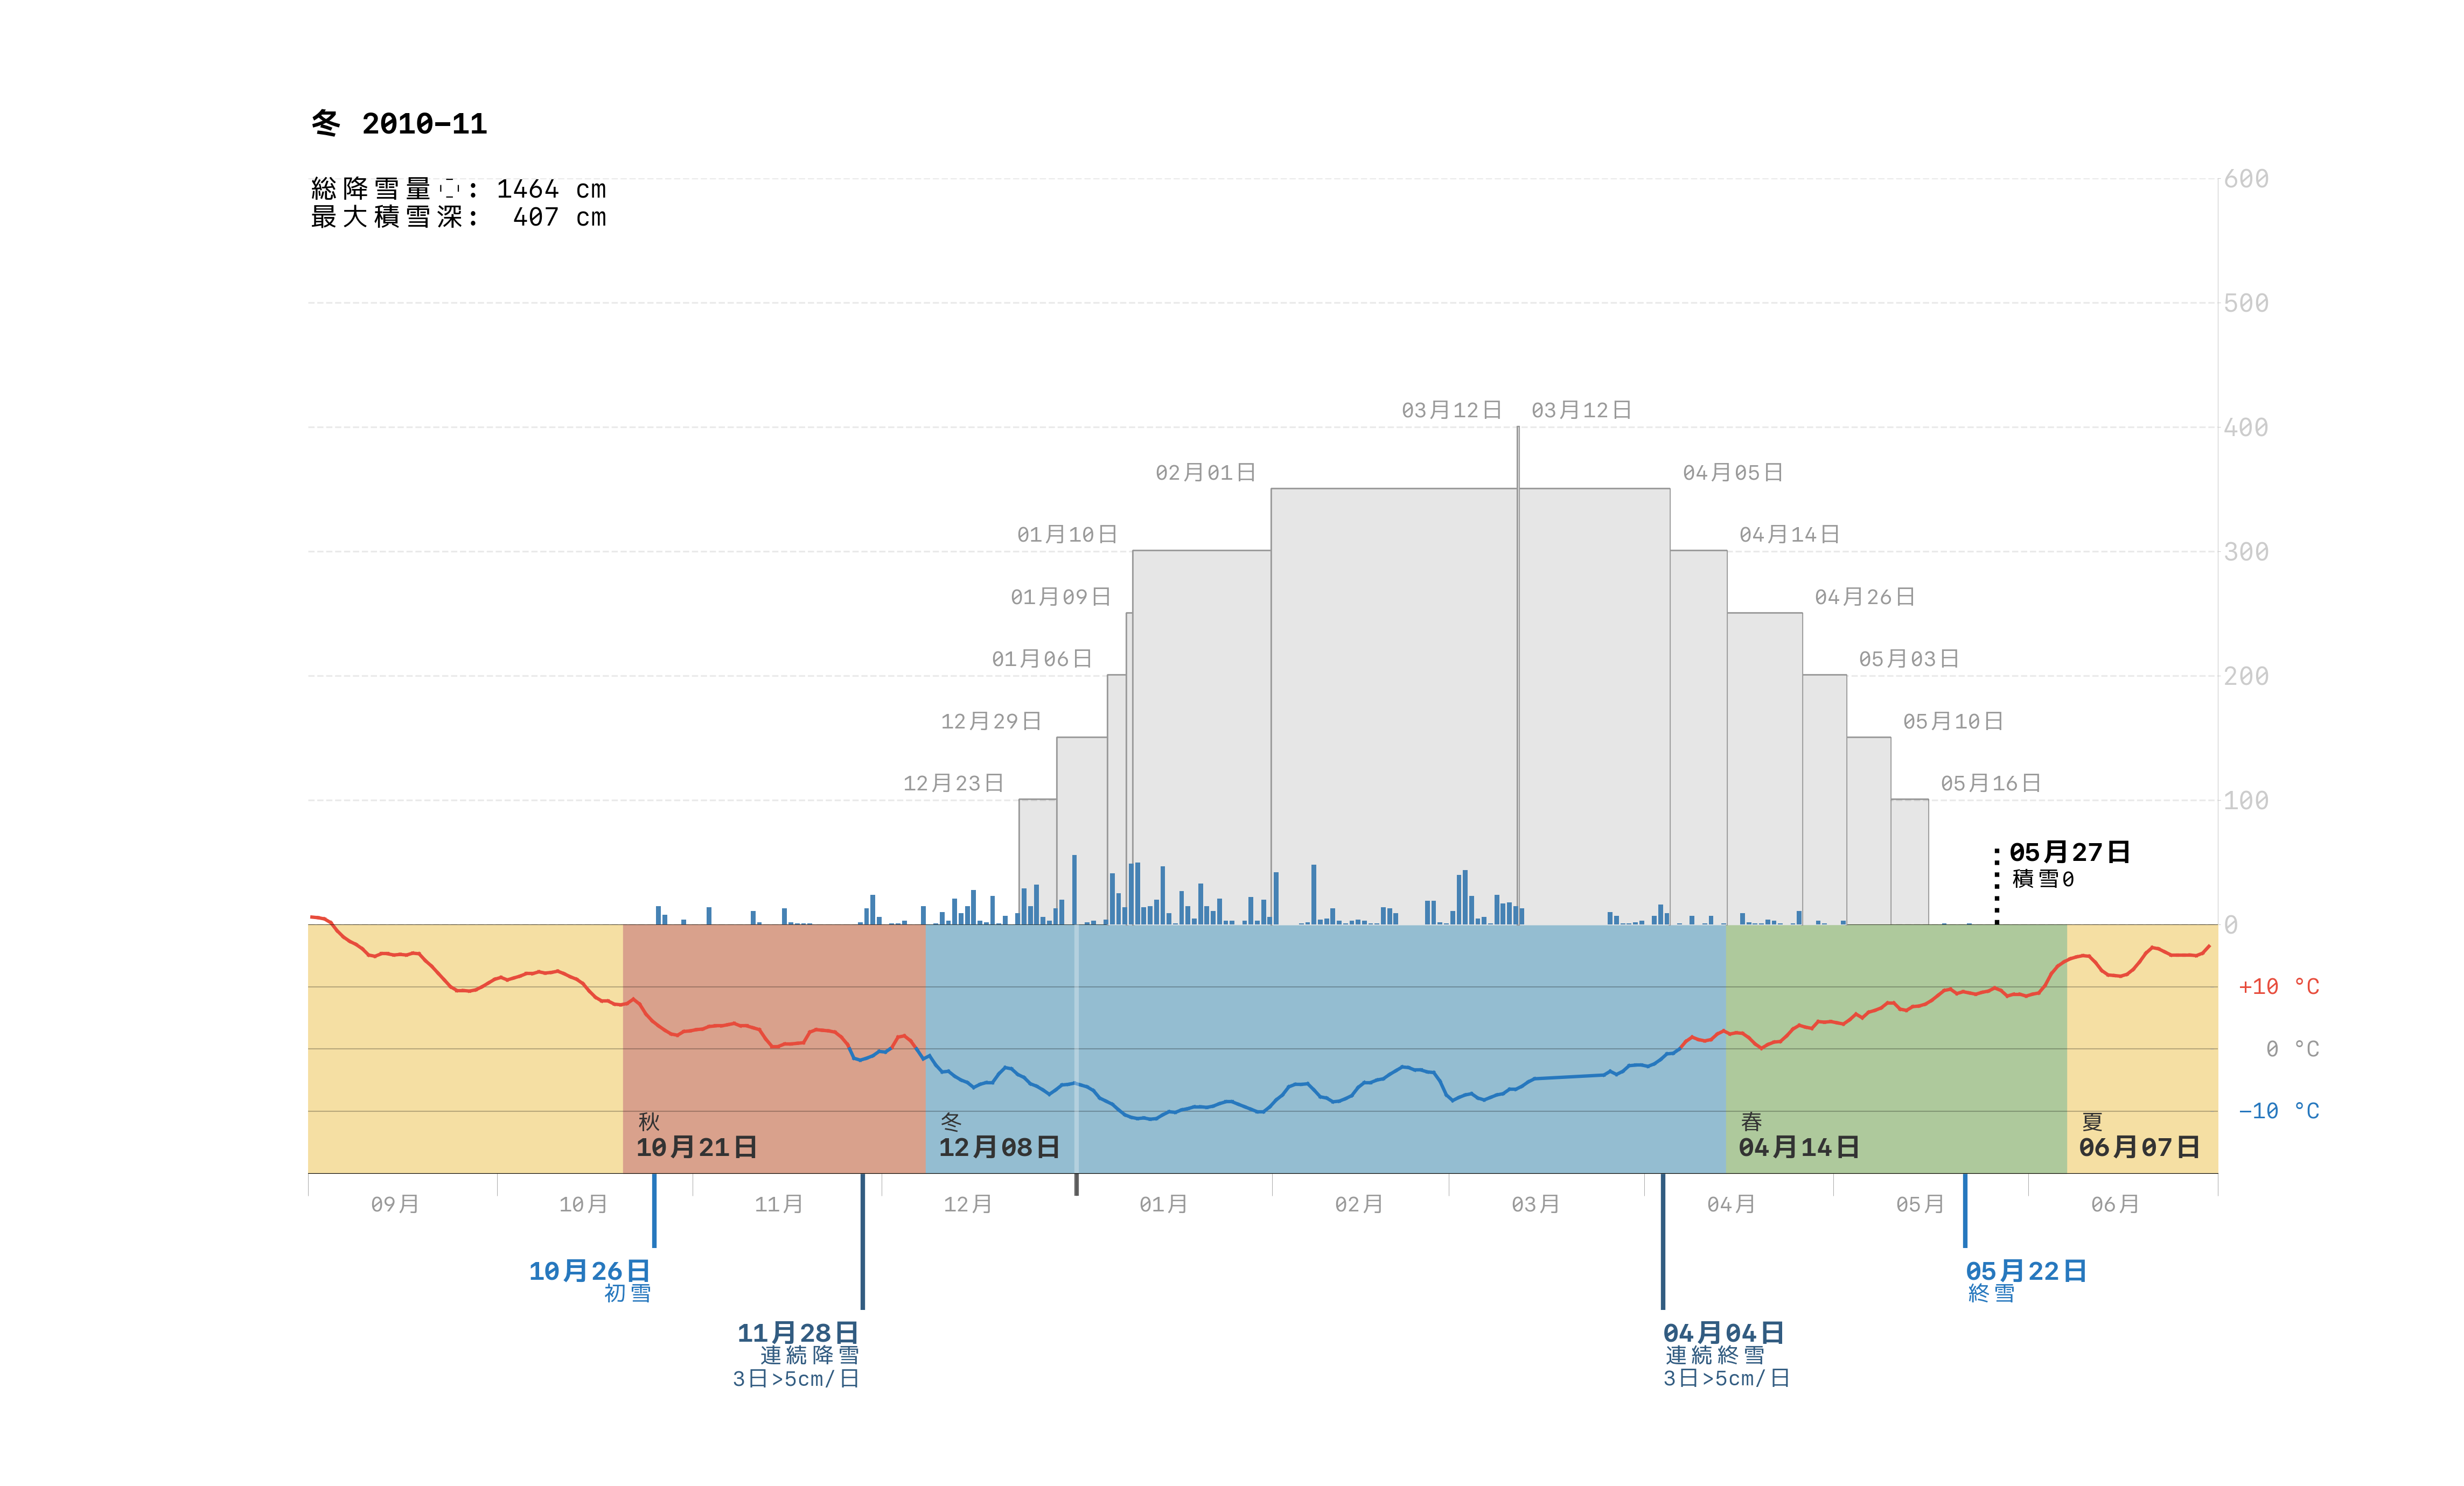 冬 2010-11
総降雪量◌: 1464 cm
最大積雪深: 407 cm
600
500
400
300
200
100
0
03月12日 03月12日
02月01日 04月05日
01月10日 04月14日
01月09日 04月26日
01月06日 05月03日
12月29日 05月10日
12月23日 05月16日
05月27日
積雪0
+10 °C
0 °C
-10 °C
秋
10月21日
冬
12月08日
春
04月14日
夏
06月07日
09月 10月 11月 12月 01月 02月 03月 04月 05月 06月
10月26日
初雪
11月28日
連続降雪
3日>5cm/日
04月04日
連続終雪
3日>5cm/日
05月22日
終雪